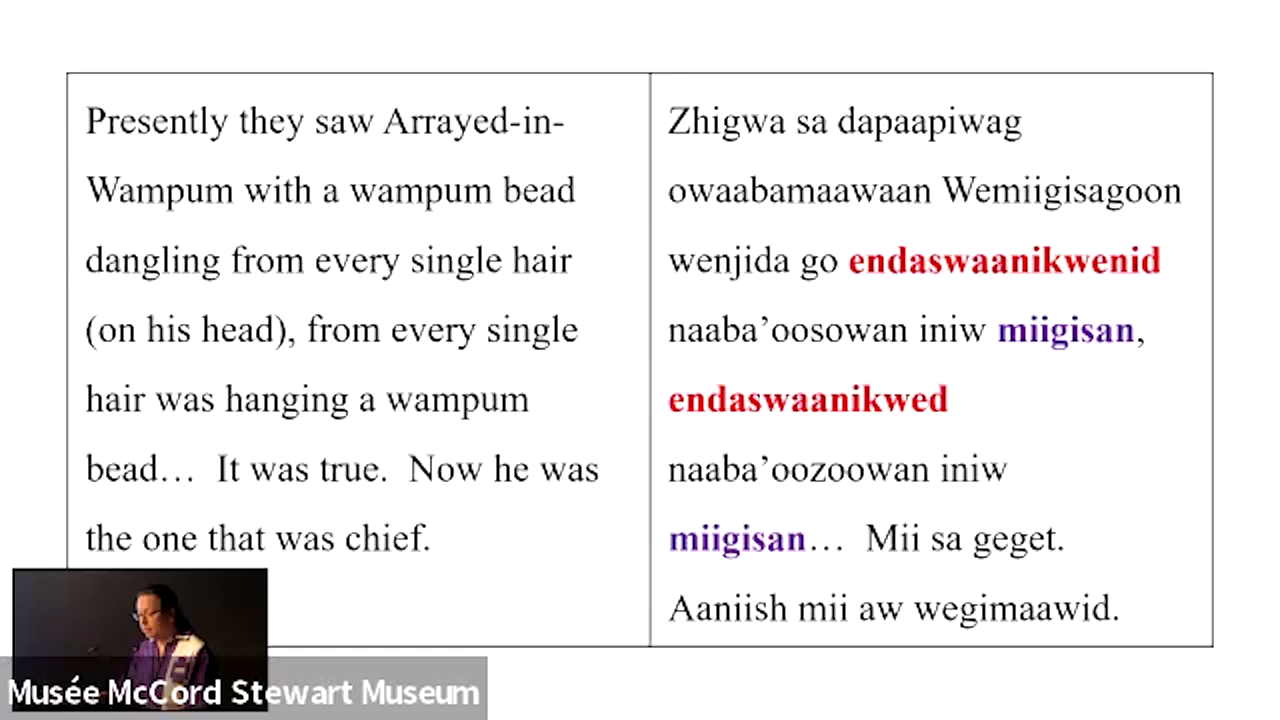 Presently they saw Arrayed-in-
Wampum with a wampum bead
dangling from every single hair
(on his head), from every single
hair was hanging a wampum
bead… It was true. Now he was
the one that was chief.
Zhigwa sa dapaapiwag
owaabamaawaan Wemiigisagoon
wenjida go endaswaanikwenid
naaba’oosowan iniw miigisan,
endaswaanikwed
naaba’oozoowan iniw
miigisan… Mii sa geget.
Aaniish mii aw wegimaawid.
Musée McCord Stewart Museum